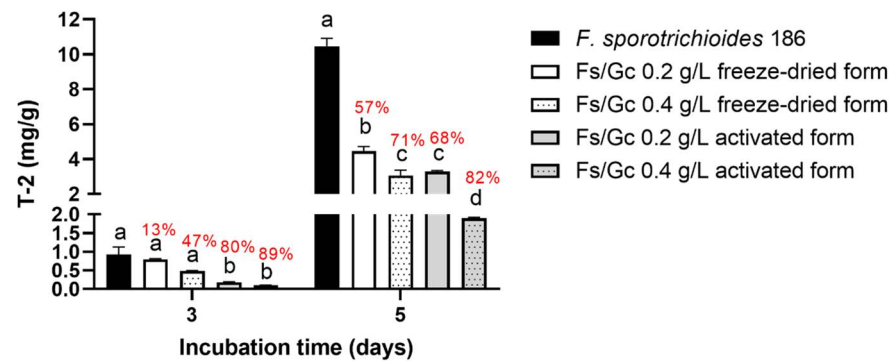 12
10
8
6
4
2
2.0
1.5
1.0
0.5
0.0
T-2 (mg/g)
a
13%
a
47%
a
80%
b
89%
b
a
57%
b
71%
c
68%
c
82%
d
3
5
Incubation time (days)
F. sporotrichioides 186
Fs/Gc 0.2 g/L freeze-dried form
Fs/Gc 0.4 g/L freeze-dried form
Fs/Gc 0.2 g/L activated form
Fs/Gc 0.4 g/L activated form